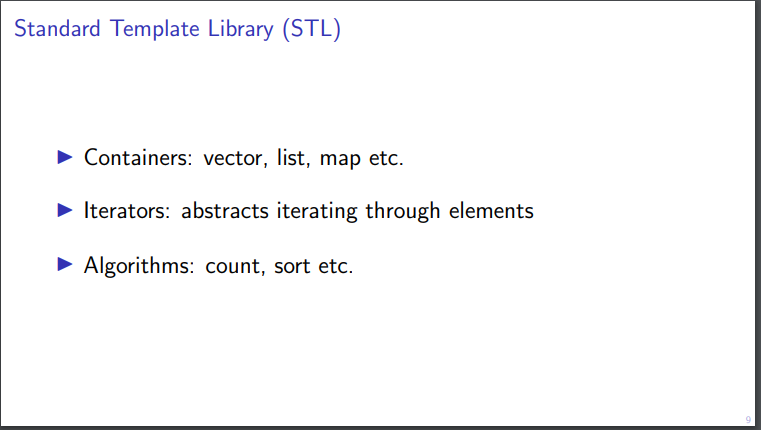 Standard Template Library (STL)
Containers: vector, list, map etc.
Iterators: abstracts iterating through elements
Algorithms: count, sort etc.
9